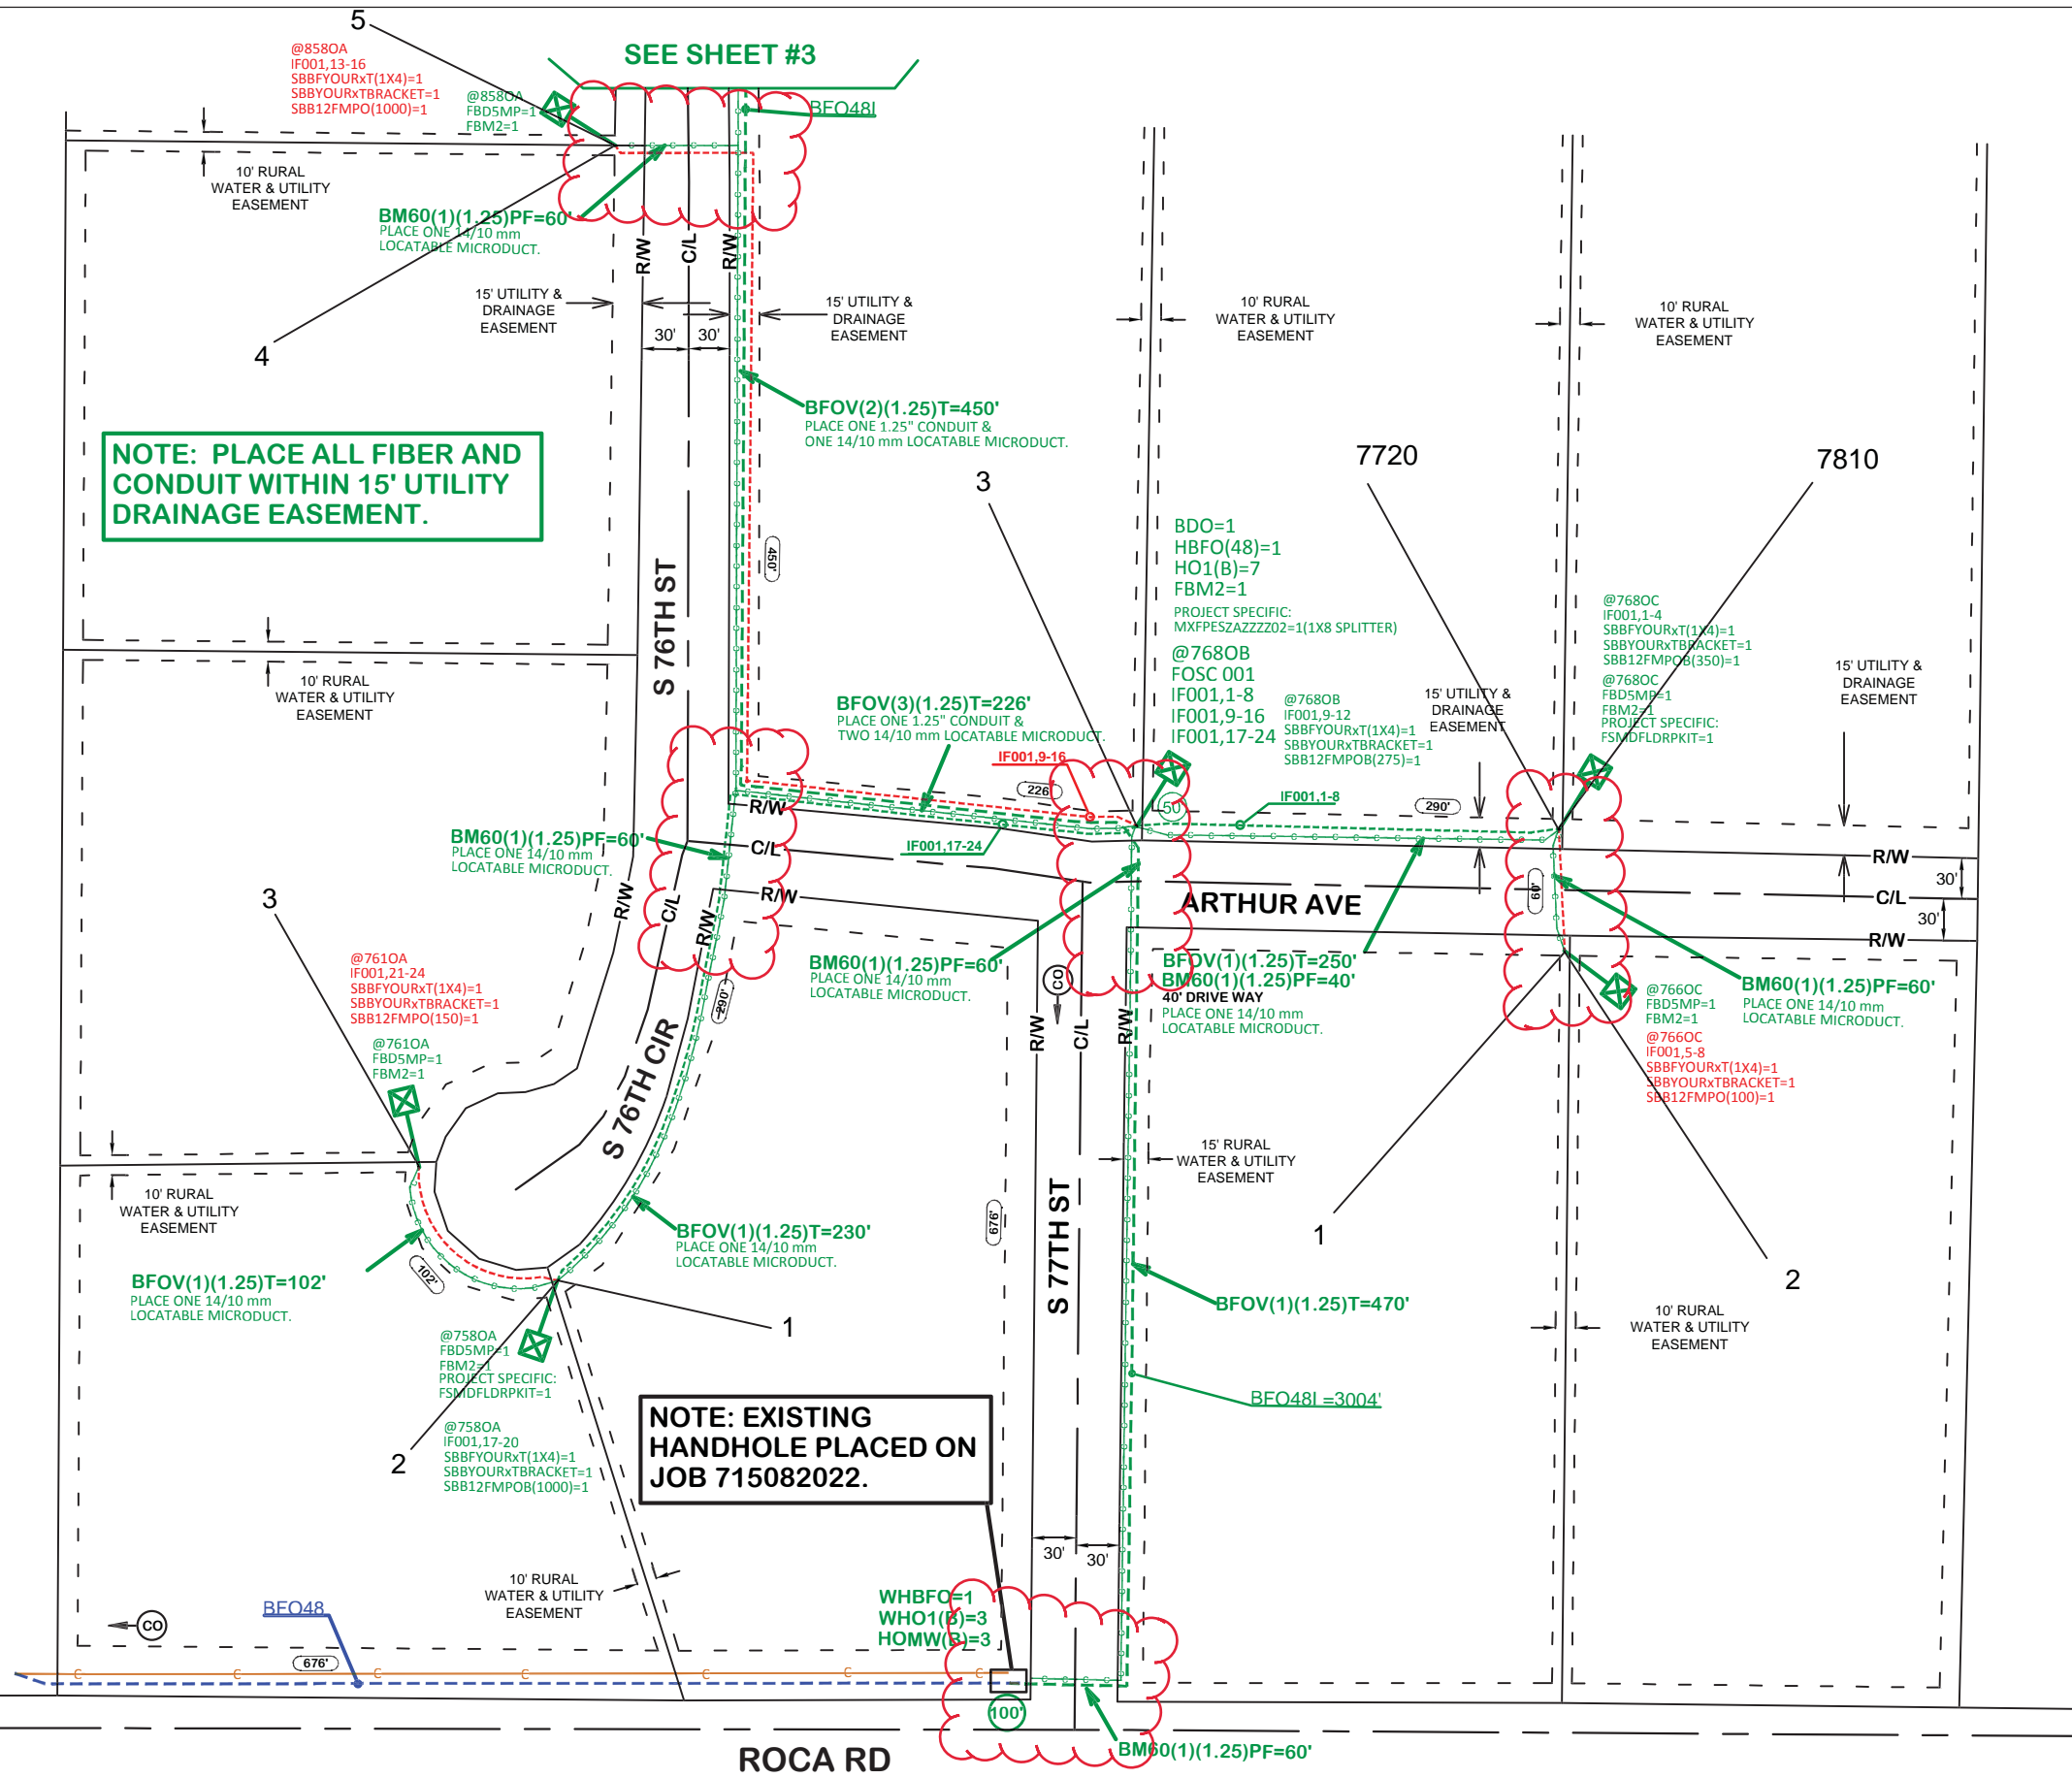 5
SEE SHEET #3
@858OA
IF001,13-16
SBBFYOURxT(1X4)=1
SBBYOURxTBRACKET=1
SBB12FMPO(1000)=1
@858OA
FBD5MP=1
FBM2=1
BFO48I
10' RURAL
WATER & UTILITY
EASEMENT
BM60(1)(1.25)PF=60'
PLACE ONE 14/10 mm
LOCATABLE MICRODUCT.
R/W
C/L
R/W
4
15' UTILITY &
DRAINAGE
EASEMENT
30'
30'
15' UTILITY &
DRAINAGE
EASEMENT
10' RURAL
WATER & UTILITY
EASEMENT
10' RURAL
WATER & UTILITY
EASEMENT
BFOV(2)(1.25)T=450'
PLACE ONE 1.25" CONDUIT &
ONE 14/10 mm LOCATABLE MICRODUCT.
NOTE: PLACE ALL FIBER AND
CONDUIT WITHIN 15' UTILITY
DRAINAGE EASEMENT.
3
7720
7810
450'
S 76TH ST
BDO=1
HBFO(48)=1
HO1(B)=7
FBM2=1
PROJECT SPECIFIC:
MXFPESZAZZZZ02=1(1X8 SPLITTER)
@768OB
FOSC 001
IF001,1-8
IF001,9-16
IF001,17-24
@768OB
IF001,9-12
SBBFYOURxT(1X4)=1
SBBYOURxTBRACKET=1
SBB12FMPOB(275)=1
15' UTILITY &
DRAINAGE
EASEMENT
@768OC
IF001,1-4
SBBFYOURxT(1X4)=1
SBBYOURxTBRACKET=1
SBB12FMPOB(350)=1
@768OC
FBD5MP=1
FBM2=1
PROJECT SPECIFIC:
FSMDFLDRPKIT=1
15' UTILITY &
DRAINAGE
EASEMENT
10' RURAL
WATER & UTILITY
EASEMENT
BFOV(3)(1.25)T=226'
PLACE ONE 1.25" CONDUIT &
TWO 14/10 mm LOCATABLE MICRODUCT.
IF001,9-16
226'
50'
IF001,1-8
290'
R/W
C/L
R/W
IF001,17-24
BM60(1)(1.25)PF=60'
PLACE ONE 14/10 mm
LOCATABLE MICRODUCT.
R/W
C/L
R/W
R/W
C/L
R/W
30'
30'
60'
ARTHUR AVE
3
@761OA
IF001,21-24
SBBFYOURxT(1X4)=1
SBBYOURxTBRACKET=1
SBB12FMPO(150)=1
@761OA
FBD5MP=1
FBM2=1
290'
BM60(1)(1.25)PF=60'
PLACE ONE 14/10 mm
LOCATABLE MICRODUCT.
CO
R/W
C/L
R/W
BFOV(1)(1.25)T=250'
BM60(1)(1.25)PF=40'
40' DRIVE WAY
PLACE ONE 14/10 mm
LOCATABLE MICRODUCT.
@766OC
FBD5MP=1
FBM2=1
@766OC
IF001,5-8
SBBFYOURxT(1X4)=1
SBBYOURxTBRACKET=1
SBB12FMPO(100)=1
BM60(1)(1.25)PF=60'
PLACE ONE 14/10 mm
LOCATABLE MICRODUCT.
S 76TH CIR
15' RURAL
WATER & UTILITY
EASEMENT
10' RURAL
WATER & UTILITY
EASEMENT
102'
BFOV(1)(1.25)T=102'
PLACE ONE 14/10 mm
LOCATABLE MICRODUCT.
BFOV(1)(1.25)T=230'
PLACE ONE 14/10 mm
LOCATABLE MICRODUCT.
676'
S 77TH ST
1
2
BFOV(1)(1.25)T=470'
10' RURAL
WATER & UTILITY
EASEMENT
1
@758OA
FBD5MP=1
FBM2=1
PROJECT SPECIFIC:
FSMDFLDRPKIT=1
@758OA
IF001,17-20
SBBFYOURxT(1X4)=1
SBBYOURxTBRACKET=1
SBB12FMPOB(1000)=1
2
BFO48I =3004'
NOTE: EXISTING
HANDHOLE PLACED ON
JOB 715082022.
30'
30'
10' RURAL
WATER & UTILITY
EASEMENT
WHBFO=1
WHO1(B)=3
HOMW(B)=3
CO
BFO48
676'
100'
BM60(1)(1.25)PF=60'
ROCA RD